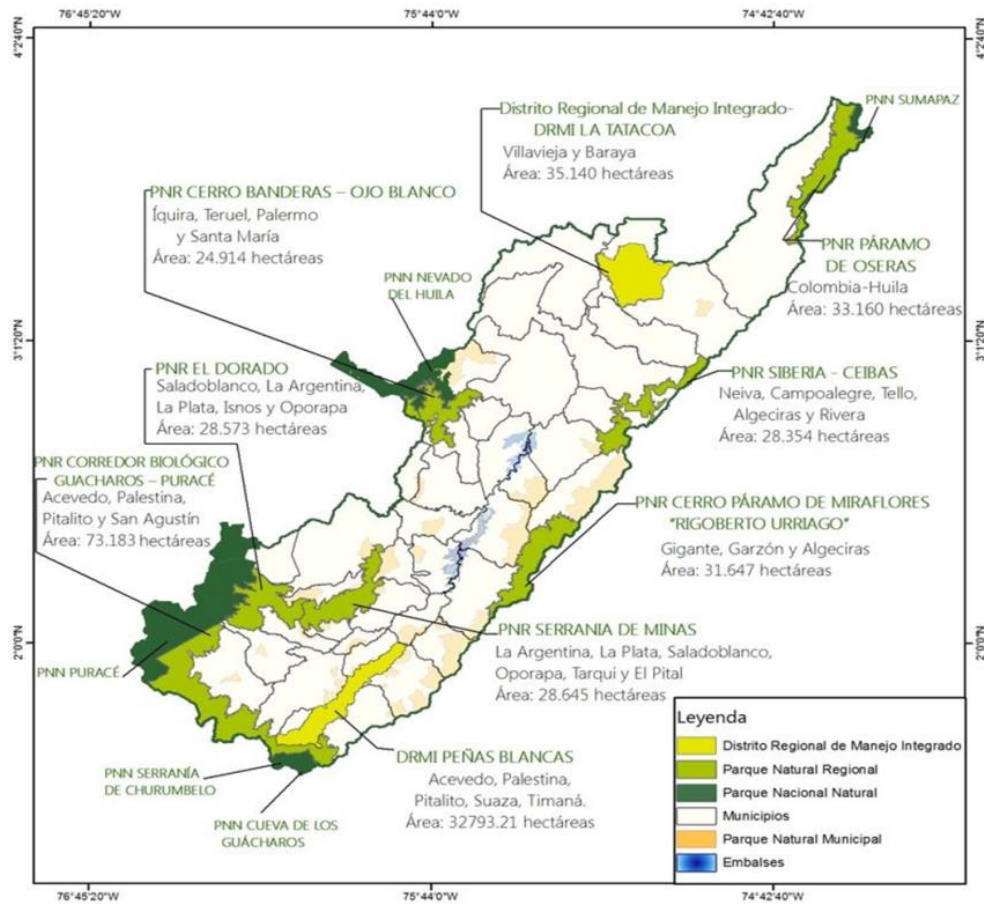 76°45'20"W
75°44'0"W
74°42'40"W
4°2'40"N
4°2'40"N
PNN SUMAPAZ
Distrito Regional de Manejo Integrado-
DRMI LA TATACOA
Villavieja y Baraya
Área: 35.140 hectáreas
PNR CERRO BANDERAS – OJO BLANCO
Íquira, Teruel, Palermo
y Santa María
Área: 24.914 hectáreas
PNR PÁRAMO
DE OSERAS
Colombia-Huila
Área: 33.160 hectáreas
PNN NEVADO
DEL HUILA
3°1'20"N
3°1'20"N
PNR EL DORADO
Saladoblanco, La Argentina,
La Plata, Isnos y Oporapa
Área: 28.573 hectáreas
PNR SIBERIA - CEIBAS
Neiva, Campoalegre, Tello,
Algeciras y Rivera
Área: 28.354 hectáreas
PNR CORREDOR BIOLÓGICO
GUACHAROS – PURACÉ
Acevedo, Palestina,
Pitalito y San Agustín
Área: 73.183 hectáreas
PNR CERRO PÁRAMO DE MIRAFLORES
"RIGOBERTO URRIAGO"
Gigante, Garzón y Algeciras
Área: 31.647 hectáreas
PNR SERRANIA DE MINAS
La Argentina, La Plata, Saladoblanco,
Oporapa, Tarqui y El Pital
Área: 28.645 hectáreas
2°0'0"N
2°0'0"N
PNN PURACÉ
DRMI PEÑAS BLANCAS
Acevedo, Palestina,
Pitalito, Suaza, Timaná.
Área: 32793.21 hectáreas
PNN SERRANÍA
DE CHURUMBELO
PNN CUEVA DE LOS
GUÁCHAROS
Leyenda
Distrito Regional de Manejo Integrado
Parque Natural Regional
Parque Nacional Natural
Municipios
Parque Natural Municipal
Embalses
76°45'20"W
75°44'0"W
74°42'40"W